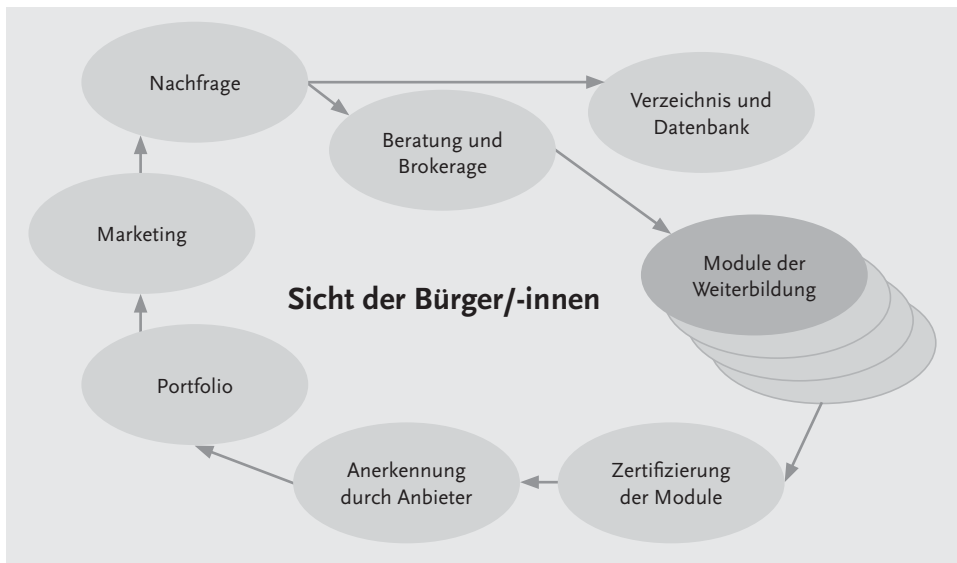 Nachfrage
Verzeichnis und
Datenbank
Beratung und
Brokerage
Marketing
Module der
Weiterbildung
Sicht der Bürger/-innen
Portfolio
Anerkennung
durch Anbieter
Zertifizierung
der Module